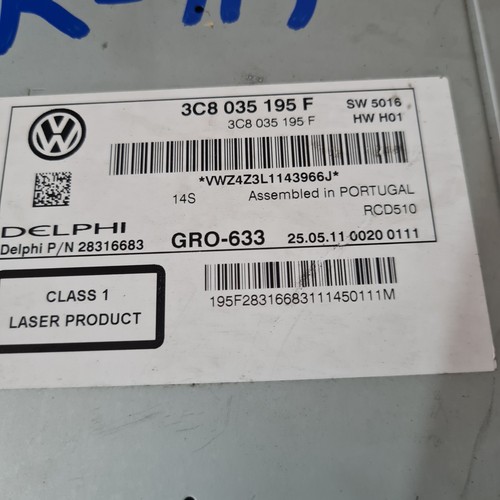 3C8 035 195 F SW 5016
3C8 035 195 F HW H01
*VWZ4Z3L1143966J*
14S Assembled in PORTUGAL
RCD510
DELPHI
Delphi P/N 28316683 GRO-633 25.05.11 0020 0111
CLASS 1
LASER PRODUCT
195F28316683111450111M